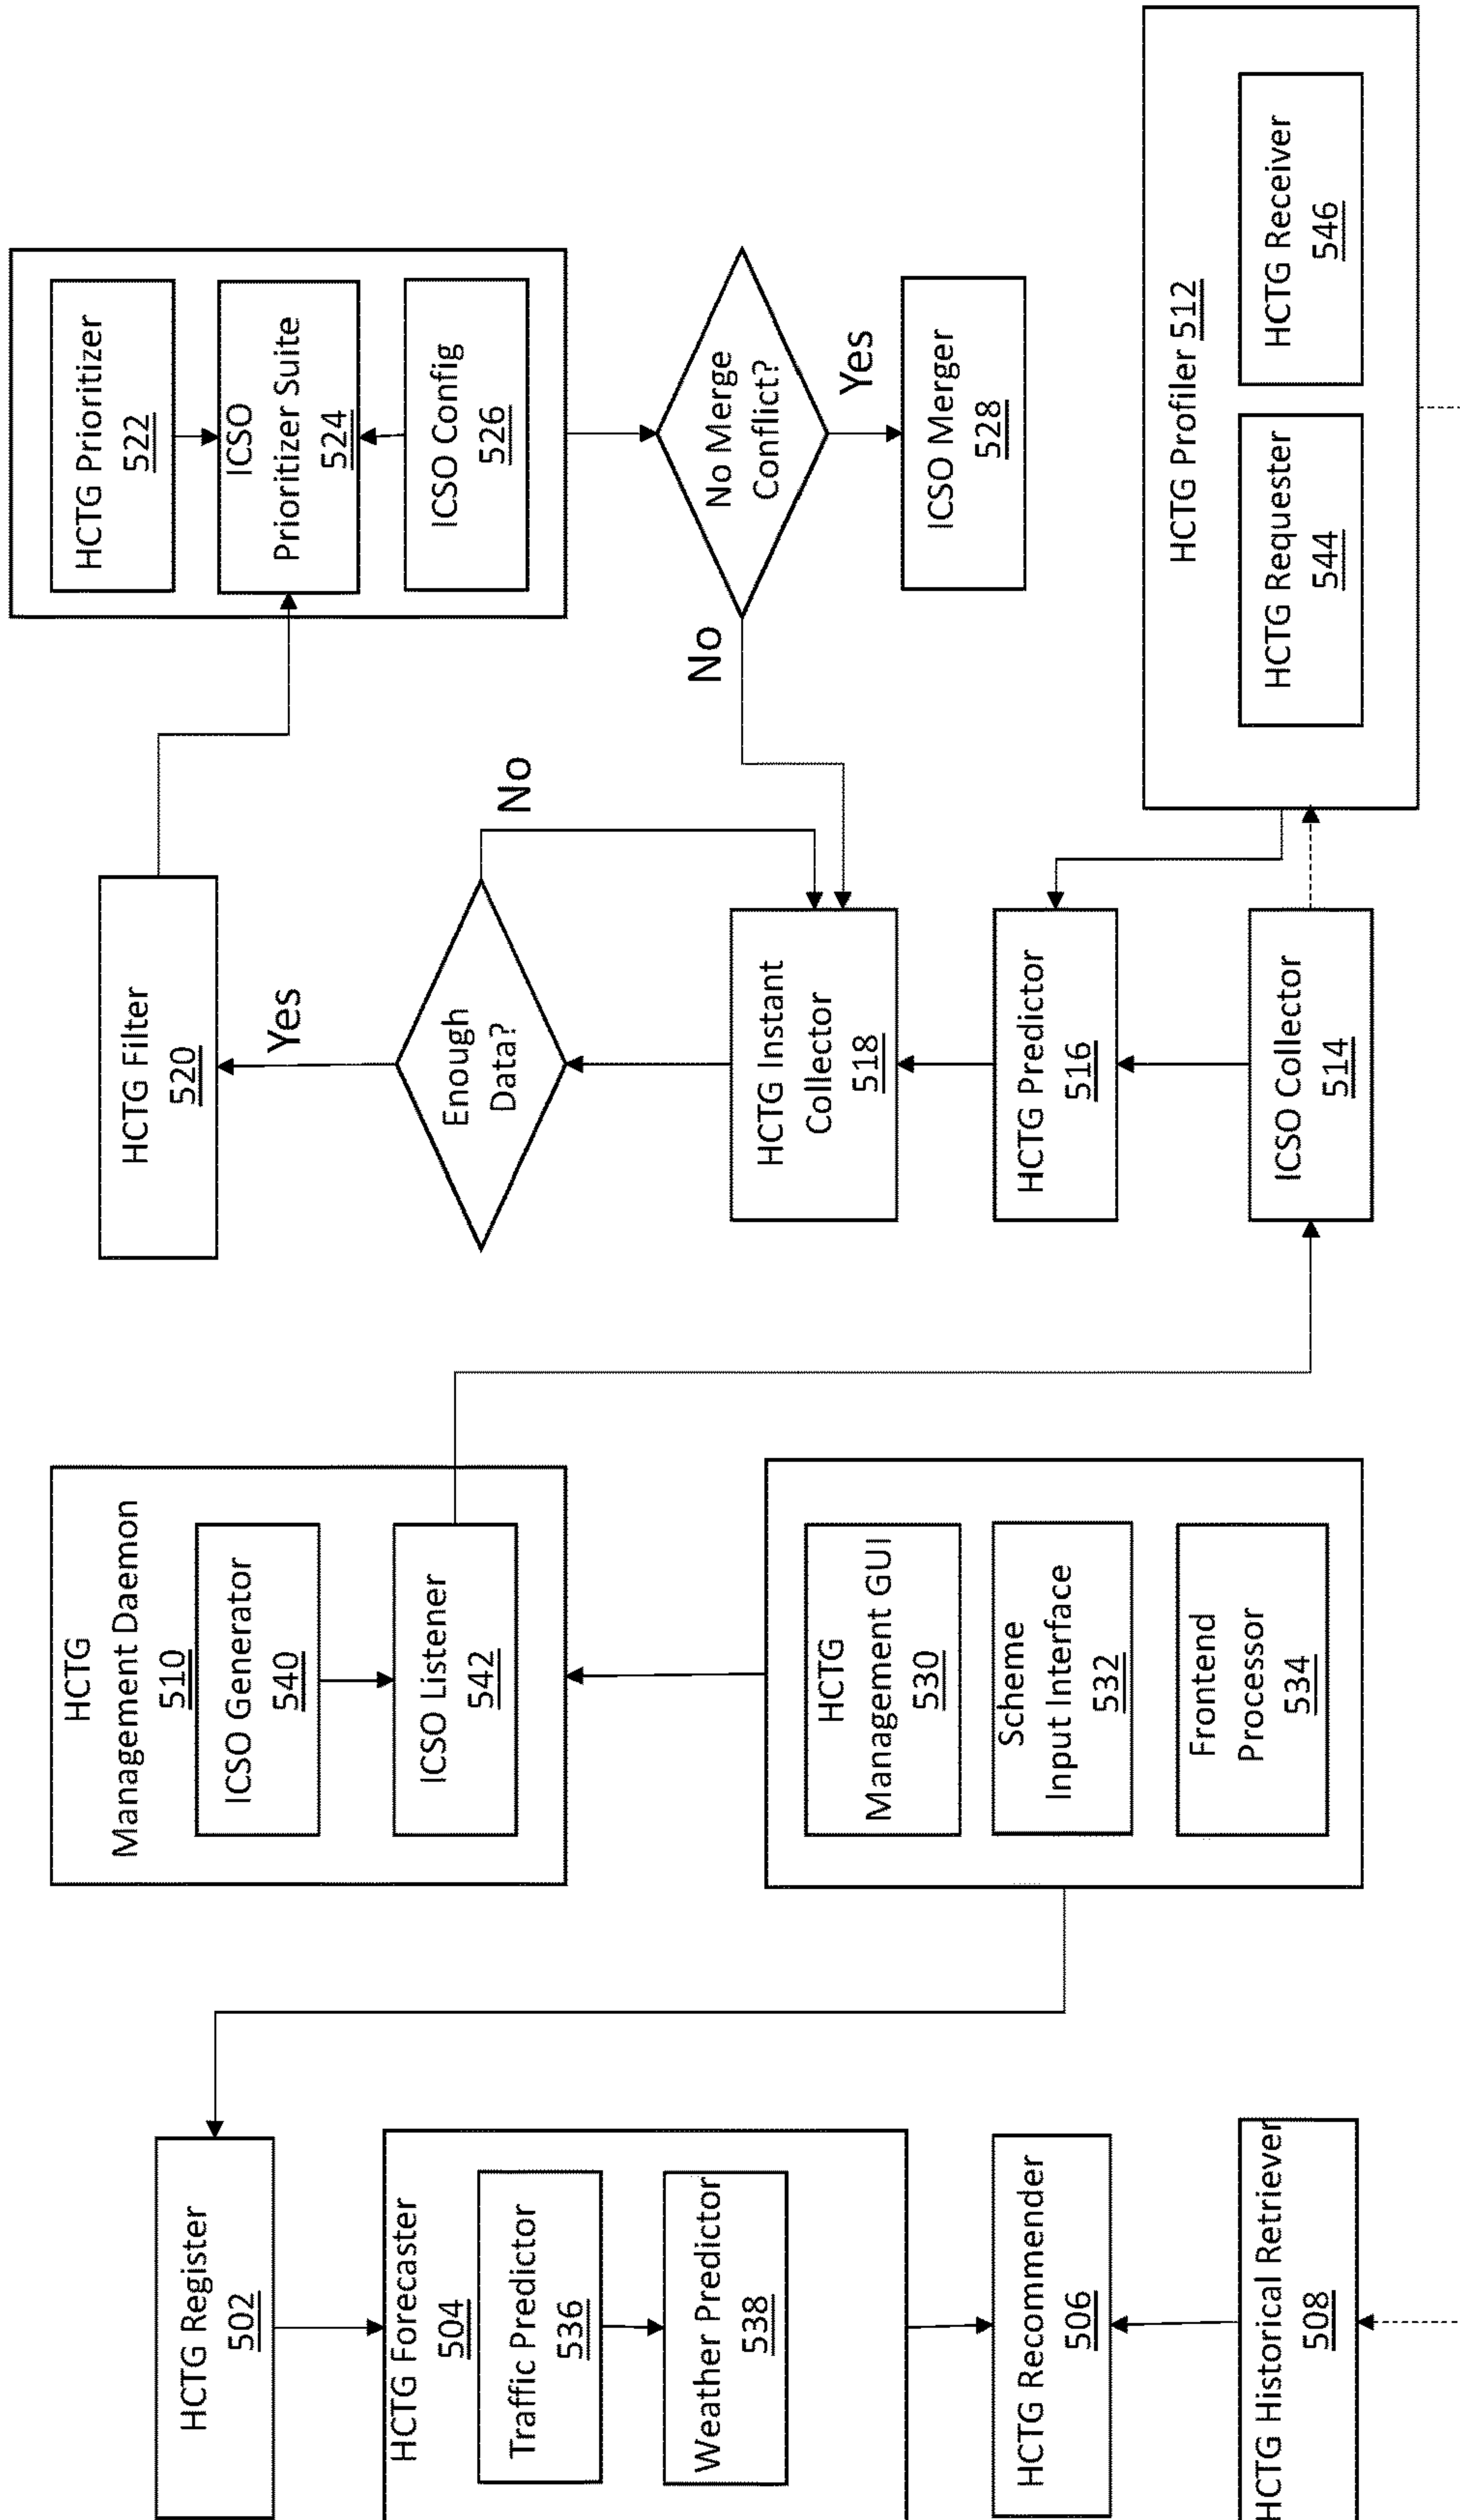 HCTG Register
502
HCTG Forecaster
504
Traffic Predictor
536
Weather Predictor
538
HCTG Recommender
506
HCTG Historical Retriever
508
HCTG
Management Daemon
510
ICSO Generator
540
ICSO Listener
542
HCTG
Management GUI
530
Scheme
Input Interface
532
Frontend
Processor
534
HCTG Filter
520
Yes
Enough
Data?
No
HCTG Instant
Collector
518
HCTG Predictor
516
ICSO Collector
514
HCTG Prioritizer
522
ICSO
Prioritizer Suite
524
ICSO Config
526
No Merge
Conflict?
No
Yes
ICSO Merger
528
HCTG Profiler 512
HCTG Requester
544
HCTG Receiver
546